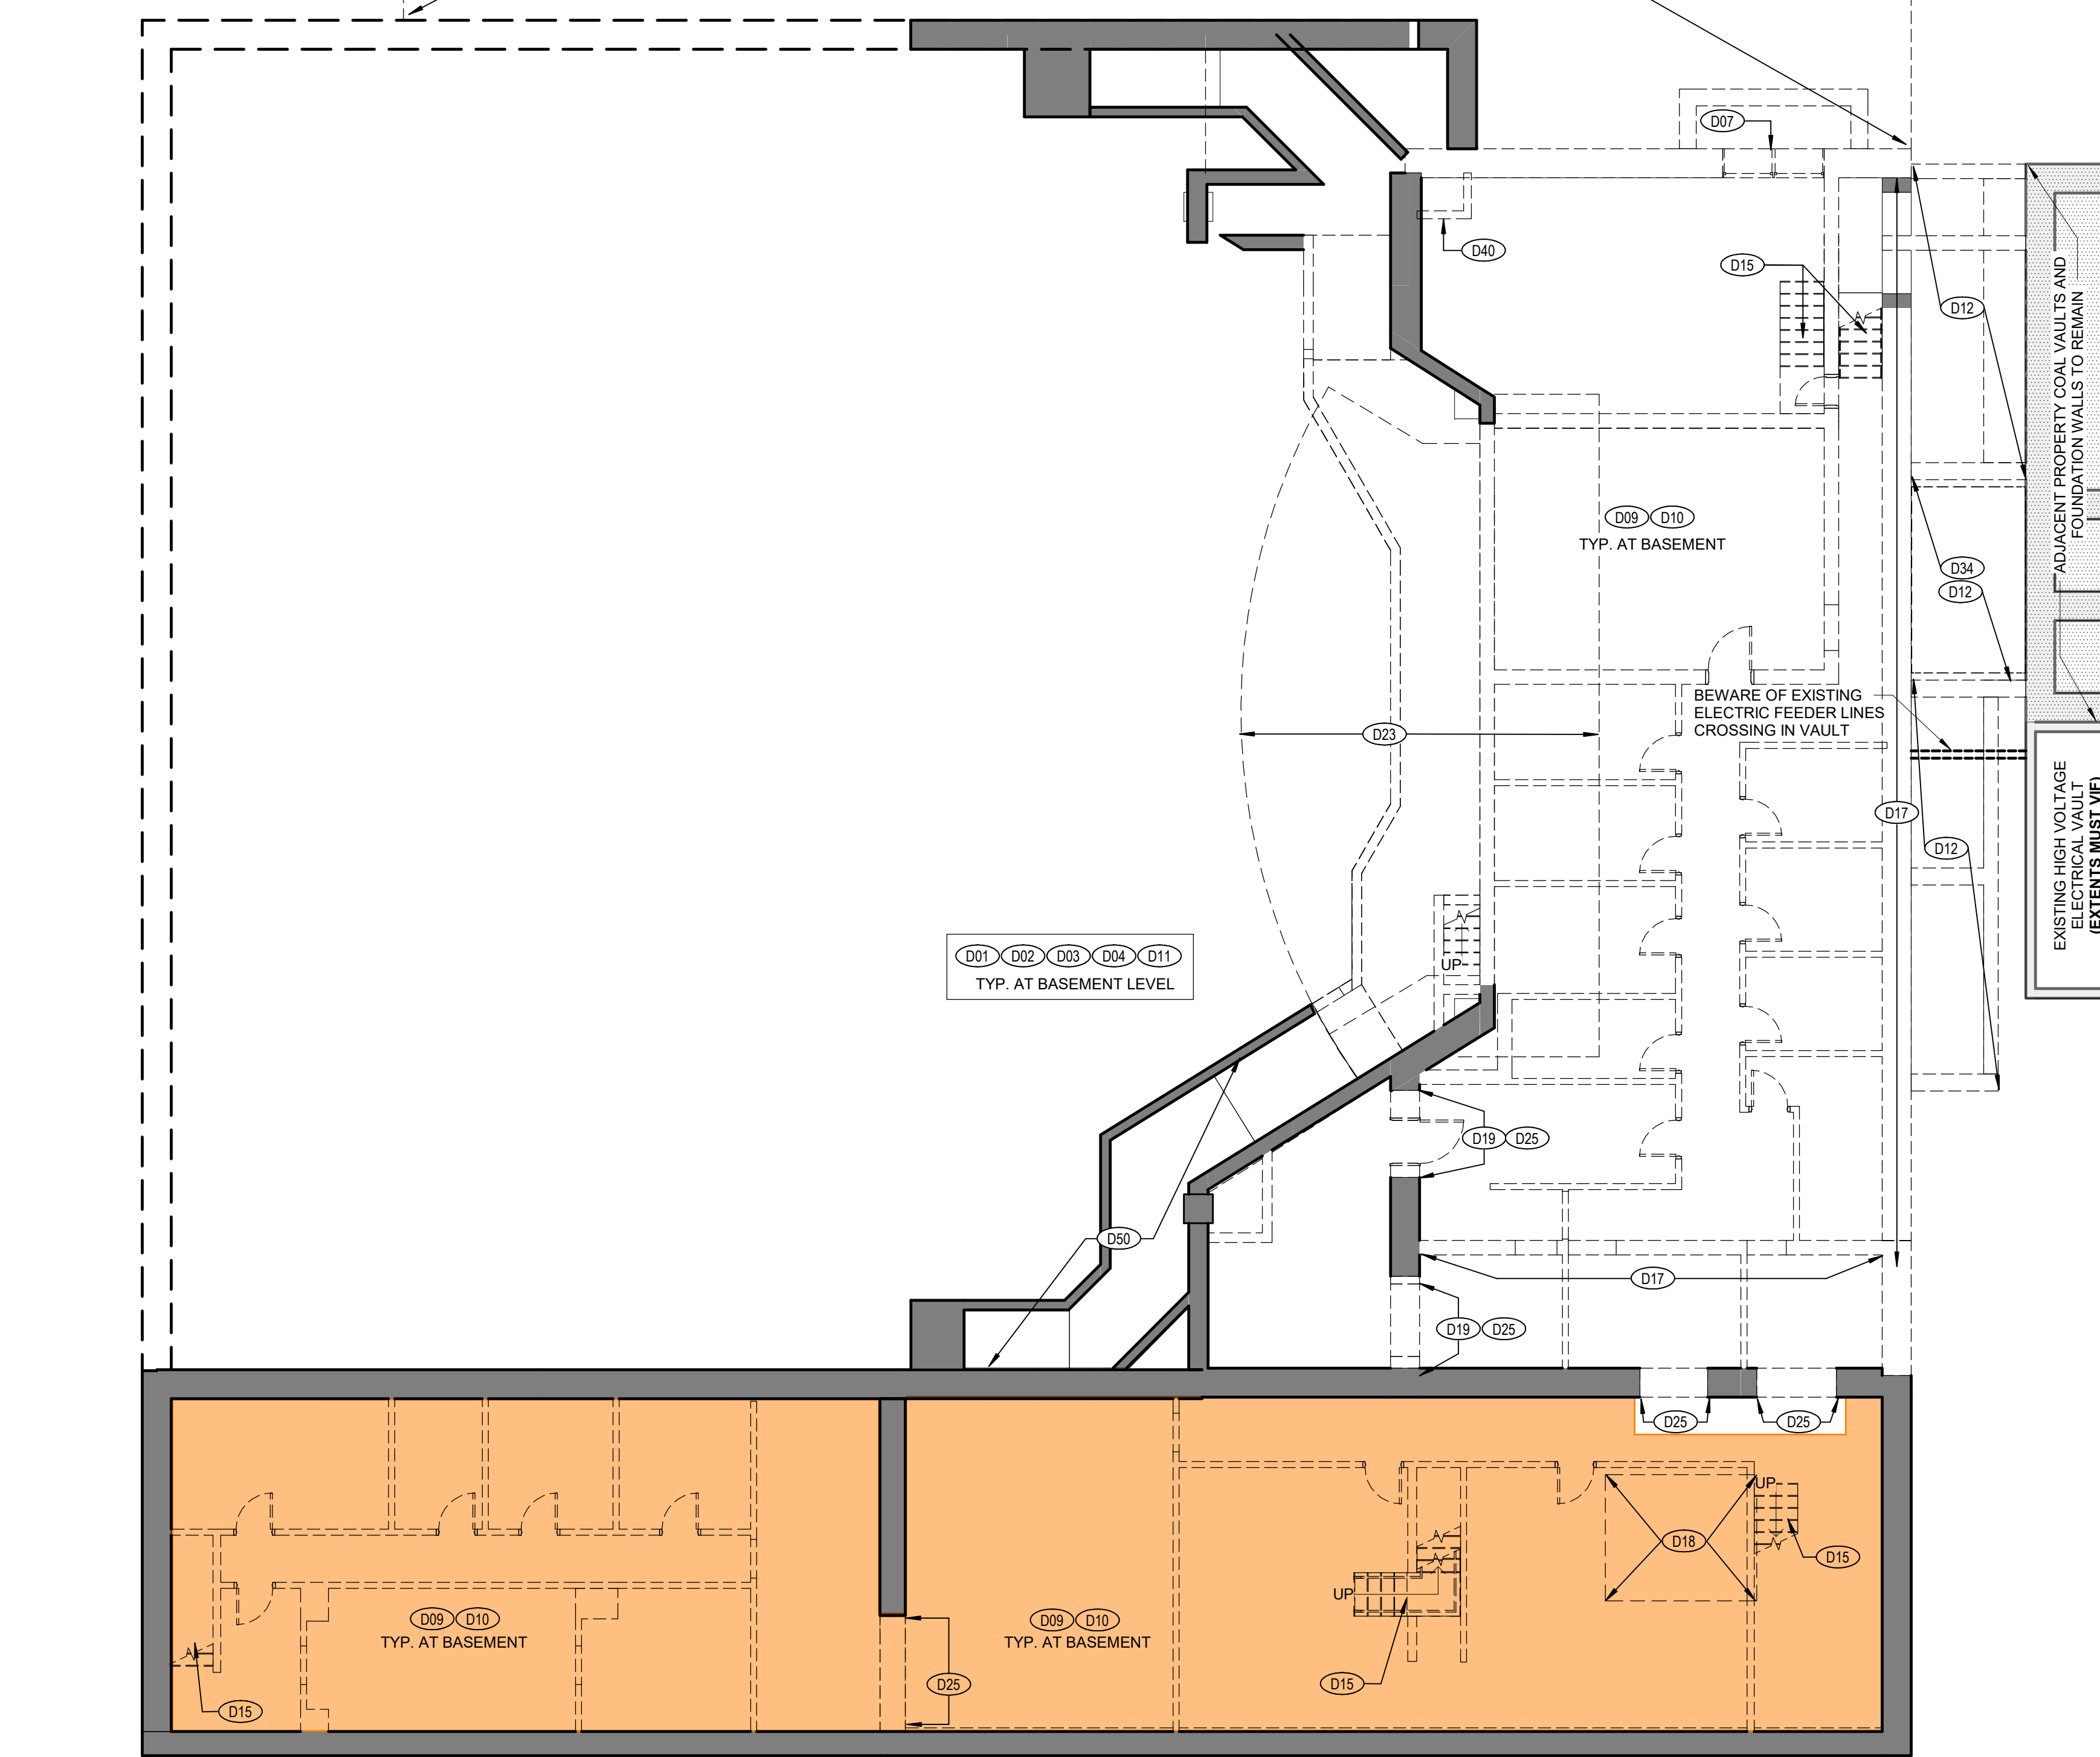 D07
D40
D15
D12
ADJACENT PROPERTY COAL VAULTS AND
FOUNDATION WALLS TO REMAIN
D09 D10
TYP. AT BASEMENT
D34
D12
BEWARE OF EXISTING
ELECTRIC FEEDER LINES
CROSSING IN VAULT
D23
D17
D12
EXISTING HIGH VOLTAGE
ELECTRICAL VAULT
(EXTENTS MUST VIF)
D01 D02 D03 D04 D11
TYP. AT BASEMENT LEVEL
UP
D19 D25
D50
D17
D19 D25
D25
D25
UP
D18
D15
UP
D09 D10
TYP. AT BASEMENT
D09 D10
TYP. AT BASEMENT
D25
D15
D15